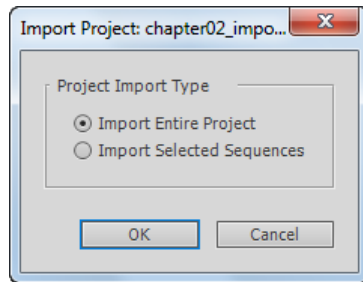 Import Project: chapter02_impo...
Project Import Type
Import Entire Project
Import Selected Sequences
OK Cancel